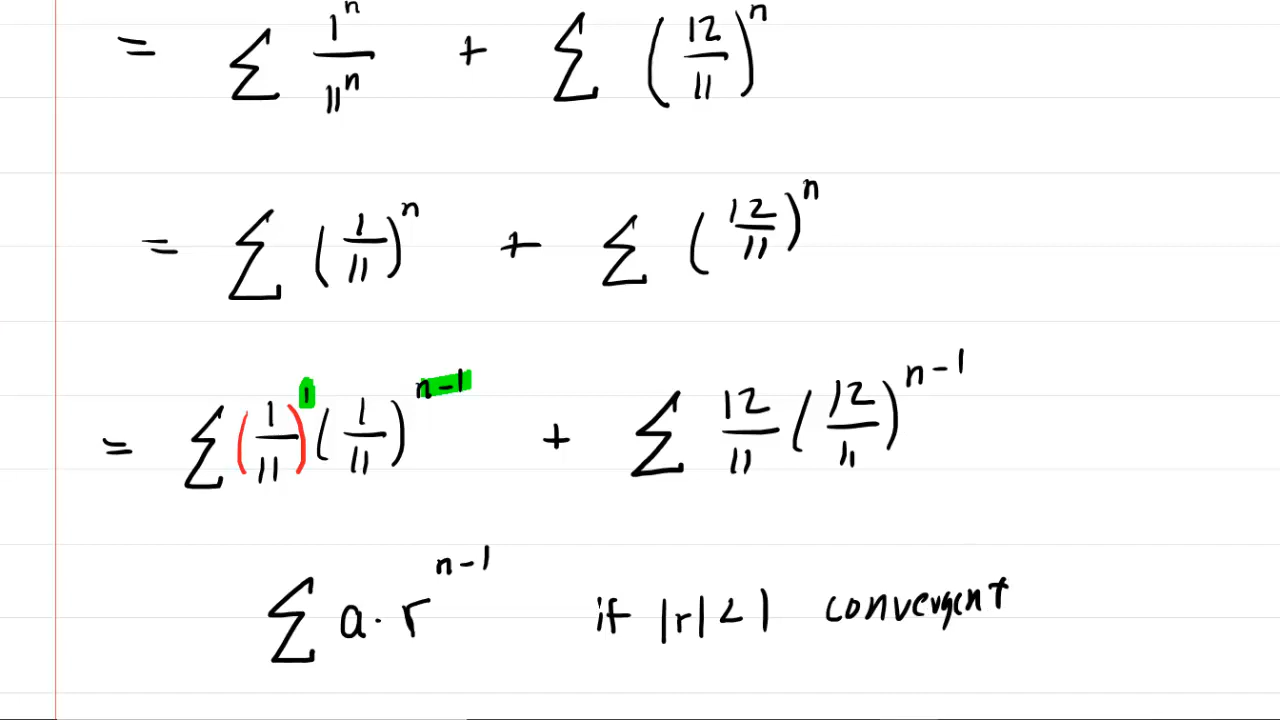 = ∑ 1^n/11^n + ∑ (12/11)^n
= ∑ (1/11)^n + ∑ (12/11)^n
= ∑ (1/11)^1 (1/11)^(n-1) + ∑ 12/11 (12/11)^(n-1)
∑ a·r^(n-1) if |r|<1 convergent